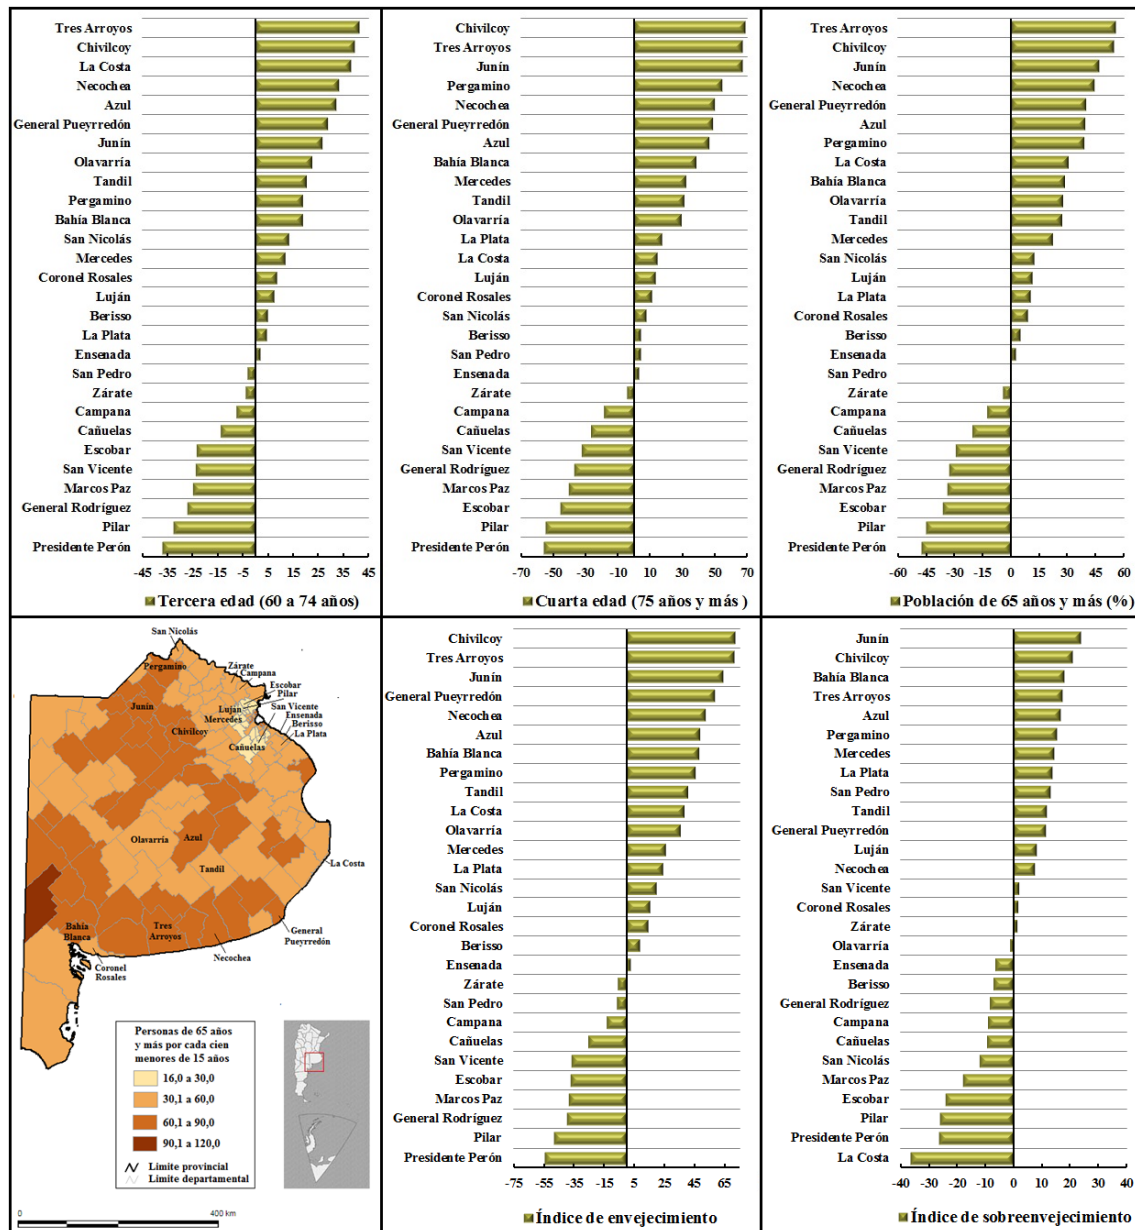 Tres Arroyos
Chivilcoy
La Costa
Necochea
Azul
General Pueyrredón
Junín
Olavarría
Tandil
Pergamino
Bahía Blanca
San Nicolás
Mercedes
Coronel Rosales
Luján
Berisso
La Plata
Ensenada
San Pedro
Zárate
Campana
Cañuelas
Escobar
San Vicente
Marcos Paz
General Rodríguez
Pilar
Presidente Perón
-45 -25 -5 15 35 45
Tercera edad (60 a 74 años)
Chivilcoy
Tres Arroyos
Junín
Pergamino
Necochea
General Pueyrredón
Azul
Bahía Blanca
Mercedes
Tandil
Olavarría
La Plata
La Costa
Luján
Coronel Rosales
San Nicolás
Berisso
San Pedro
Ensenada
Zárate
Campana
Cañuelas
San Vicente
General Rodríguez
Marcos Paz
Escobar
Pilar
Presidente Perón
-70 -50 -30 -10 10 30 50 70
Cuarta edad (75 años y más )
Tres Arroyos
Chivilcoy
Junín
Necochea
General Pueyrredón
Azul
Pergamino
La Costa
Bahía Blanca
Olavarría
Tandil
Mercedes
San Nicolás
Luján
La Plata
Coronel Rosales
Berisso
Ensenada
San Pedro
Zárate
Campana
Cañuelas
San Vicente
General Rodríguez
Marcos Paz
Escobar
Pilar
Presidente Perón
-60 -45 -30 -15 0 15 30 45 60
Población de 65 años y más (%)
San Nicolás
Pergamino
Zárate
Campana
Escobar
Pilar
Junín
Luján
Mercedes
San Vicente
Ensenada
Berisso
La Plata
Chivilcoy
Cañuelas
Olavarría
Azul
La Costa
Tandil
Bahía
Blanca
Tres
Arroyos
General
Pueyrredón
Necochea
Coronel
Rosales
Personas de 65 años
y más por cada cien
menores de 15 años
16,0 a 30,0
30,1 a 60,0
60,1 a 90,0
90,1 a 120,0
Límite provincial
Límite departamental
0 400 km
Chivilcoy
Tres Arroyos
Junín
General Pueyrredón
Necochea
Azul
Bahía Blanca
Pergamino
Tandil
La Costa
Olavarría
Mercedes
La Plata
San Nicolás
Luján
Coronel Rosales
Berisso
Ensenada
Zárate
San Pedro
Campana
Cañuelas
San Vicente
Escobar
Marcos Paz
General Rodríguez
Pilar
Presidente Perón
-75 -55 -35 -15 5 25 45 65
Índice de envejecimiento
Junín
Chivilcoy
Bahía Blanca
Tres Arroyos
Azul
Pergamino
Mercedes
La Plata
San Pedro
Tandil
General Pueyrredón
Luján
Necochea
San Vicente
Coronel Rosales
Zárate
Olavarría
Ensenada
Berisso
General Rodríguez
Campana
Cañuelas
San Nicolás
Marcos Paz
Escobar
Pilar
Presidente Perón
La Costa
-40 -30 -20 -10 0 10 20 30 40
Índice de sobreenvejecimiento